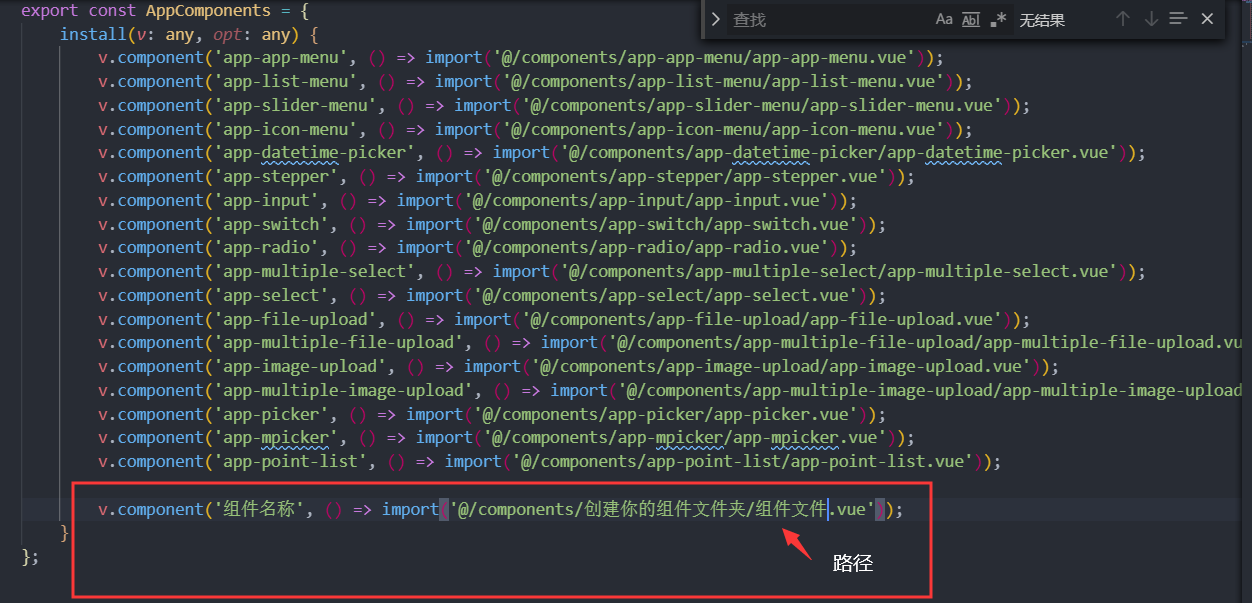 export const AppComponents = {
查找 Aa Ab .* 无结果
install(v: any, opt: any) {
v.component('app-app-menu', () => import('@/components/app-app-menu/app-app-menu.vue'));
v.component('app-list-menu', () => import('@/components/app-list-menu/app-list-menu.vue'));
v.component('app-slider-menu', () => import('@/components/app-slider-menu/app-slider-menu.vue'));
v.component('app-icon-menu', () => import('@/components/app-icon-menu/app-icon-menu.vue'));
v.component('app-datetime-picker', () => import('@/components/app-datetime-picker/app-datetime-picker.vue'));
v.component('app-stepper', () => import('@/components/app-stepper/app-stepper.vue'));
v.component('app-input', () => import('@/components/app-input/app-input.vue'));
v.component('app-switch', () => import('@/components/app-switch/app-switch.vue'));
v.component('app-radio', () => import('@/components/app-radio/app-radio.vue'));
v.component('app-multiple-select', () => import('@/components/app-multiple-select/app-multiple-select.vue'));
v.component('app-select', () => import('@/components/app-select/app-select.vue'));
v.component('app-file-upload', () => import('@/components/app-file-upload/app-file-upload.vue'));
v.component('app-multiple-file-upload', () => import('@/components/app-multiple-file-upload/app-multiple-file-upload.vu
v.component('app-image-upload', () => import('@/components/app-image-upload/app-image-upload.vue'));
v.component('app-multiple-image-upload', () => import('@/components/app-multiple-image-upload/app-multiple-image-upload
v.component('app-picker', () => import('@/components/app-picker/app-picker.vue'));
v.component('app-mpicker', () => import('@/components/app-mpicker/app-mpicker.vue'));
v.component('app-point-list', () => import('@/components/app-point-list/app-point-list.vue'));
v.component('组件名称', () => import('@/components/创建你的组件文件夹/组件文件.vue'));
}
};
路径